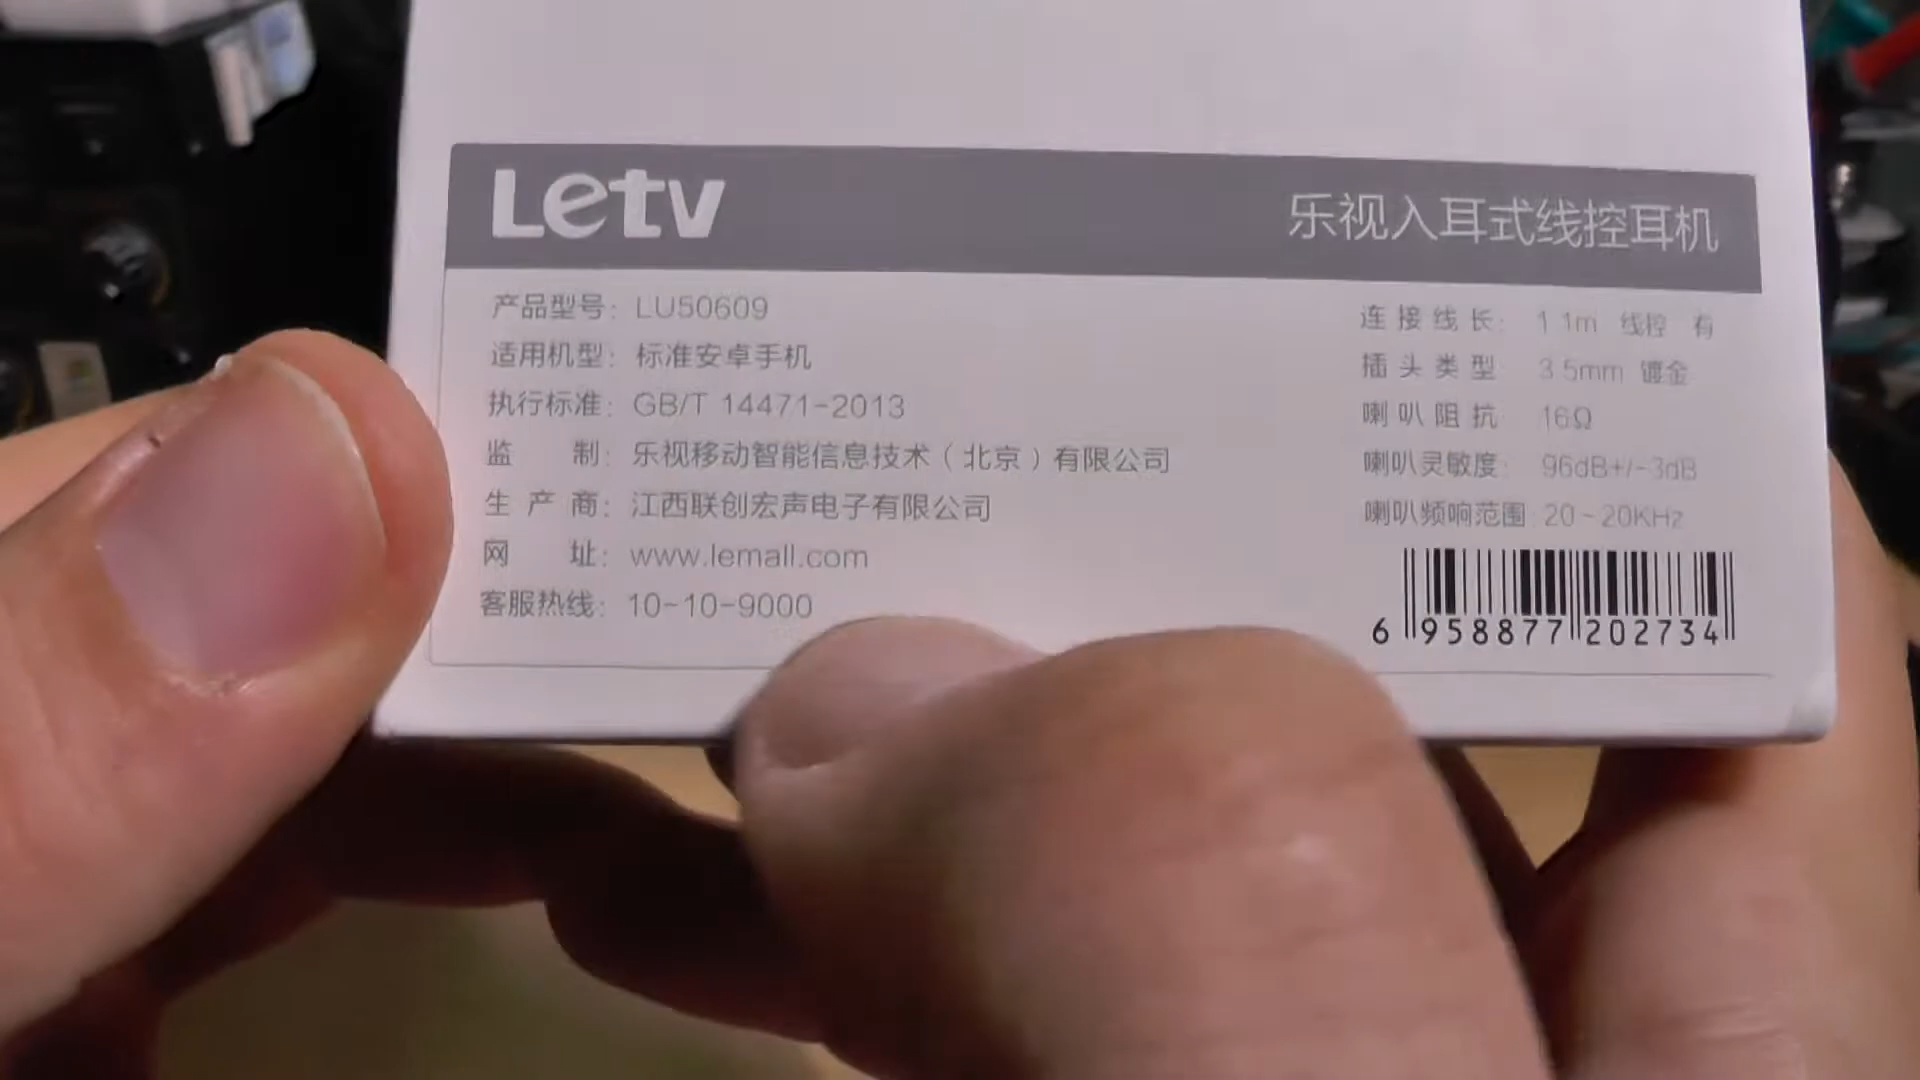 Letv
乐视入耳式线控耳机
产品型号: LU50609
适用机型: 标准安卓手机
执行标准: GB/T 14471-2013
监 制: 乐视移动智能信息技术(北京)有限公司
生 产 商: 江西联创宏声电子有限公司
网 址: www.lemall.com
客服热线: 10-10-9000
连 接 线 长: 1 1m 线控 有
插 头 类 型 3 5mm 镀金
喇 叭 阻 抗 16Ω
喇叭灵敏度: 96dB+/-3dB
喇叭频响范围 20~20KHz
6 958877 202734